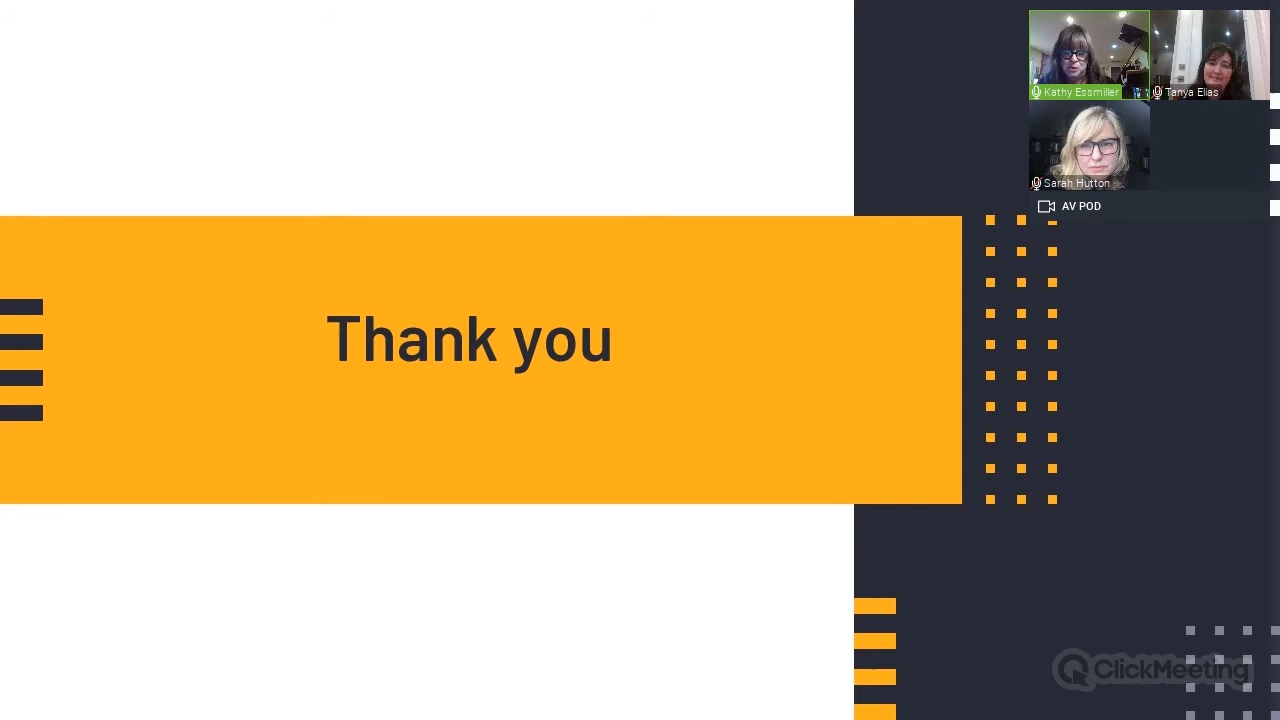 Kathy Essmiller
Tanya Elias
Sarah Hutton
AV POD
Thank you
ClickMeeting